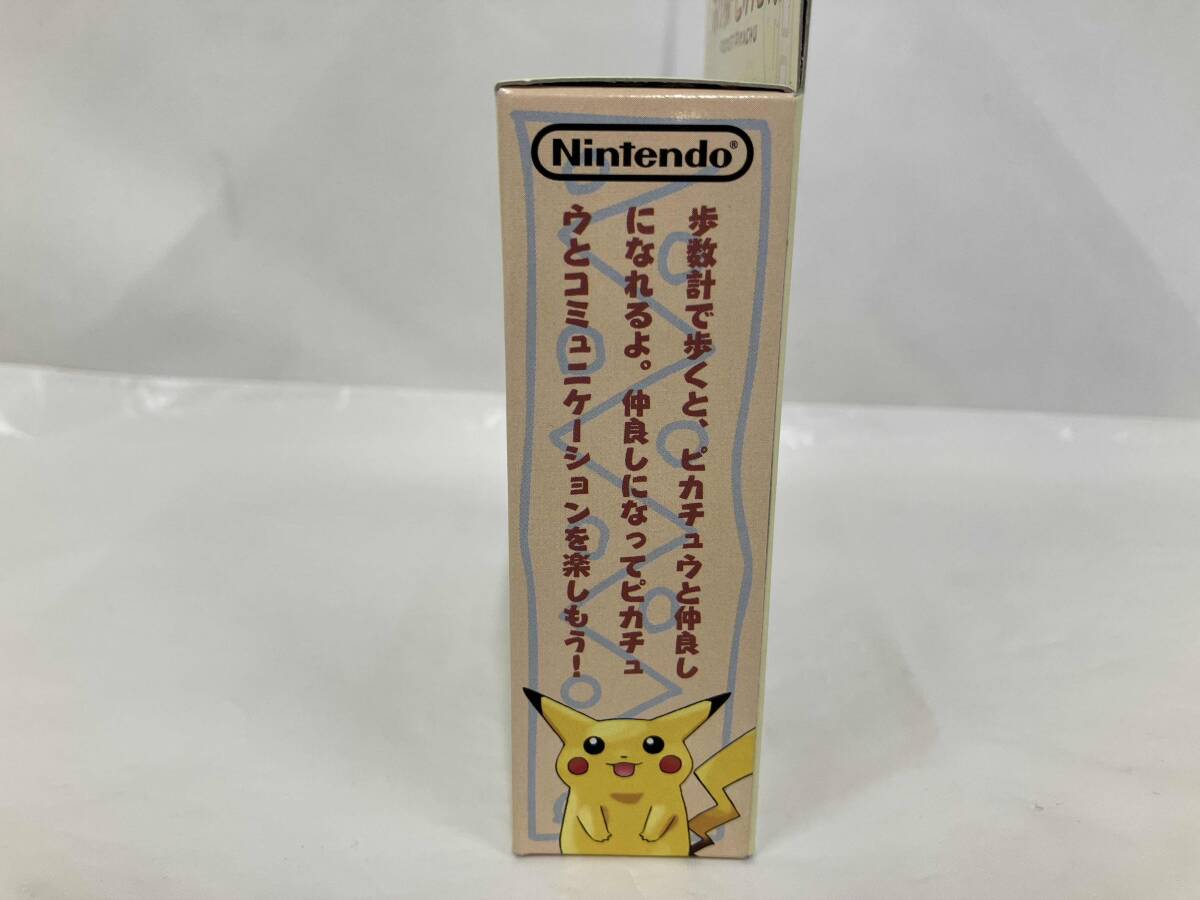 Nintendo®
歩数計で歩くと、ピカチュウと仲良し
になれるよ。仲良しになってピカチュ
ウとコミュニケーションを楽しもう！